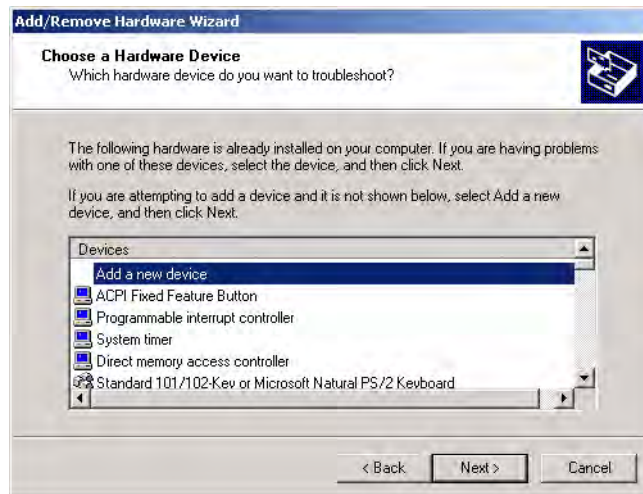 Add/Remove Hardware Wizard
Choose a Hardware Device
Which hardware device do you want to troubleshoot?
The following hardware is already installed on your computer. If you are having problems
with one of these devices, select the device, and then click Next.
If you are attempting to add a device and it is not shown below, select Add a new
device, and then click Next.
Devices
Add a new device
ACPI Fixed Feature Button
Programmable interrupt controller
System timer
Direct memory access controller
Standard 101/102-Key or Microsoft Natural PS/2 Keyboard
< Back Next > Cancel